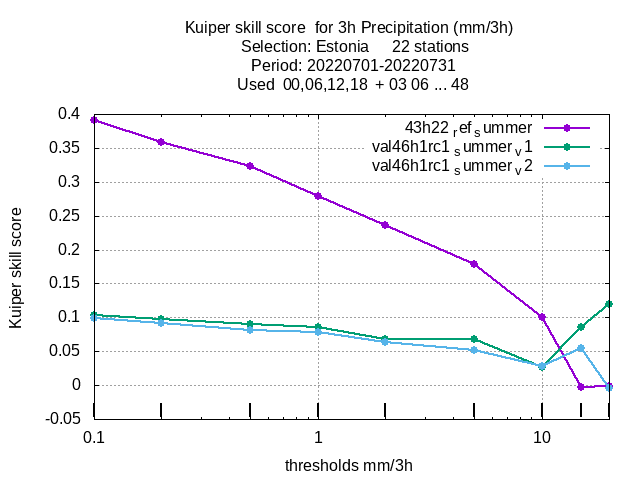 Kuiper skill score for 3h Precipitation (mm/3h)
Selection: Estonia 22 stations
Period: 20220701-20220731
Used 00,06,12,18 + 03 06 ... 48
43h22 ref summer
val46h1rc1 summer v1
val46h1rc1 summer v2
0.4
0.35
0.3
0.25
0.2
0.15
0.1
0.05
0
-0.05
Kuiper skill score
0.1 1 10
thresholds mm/3h